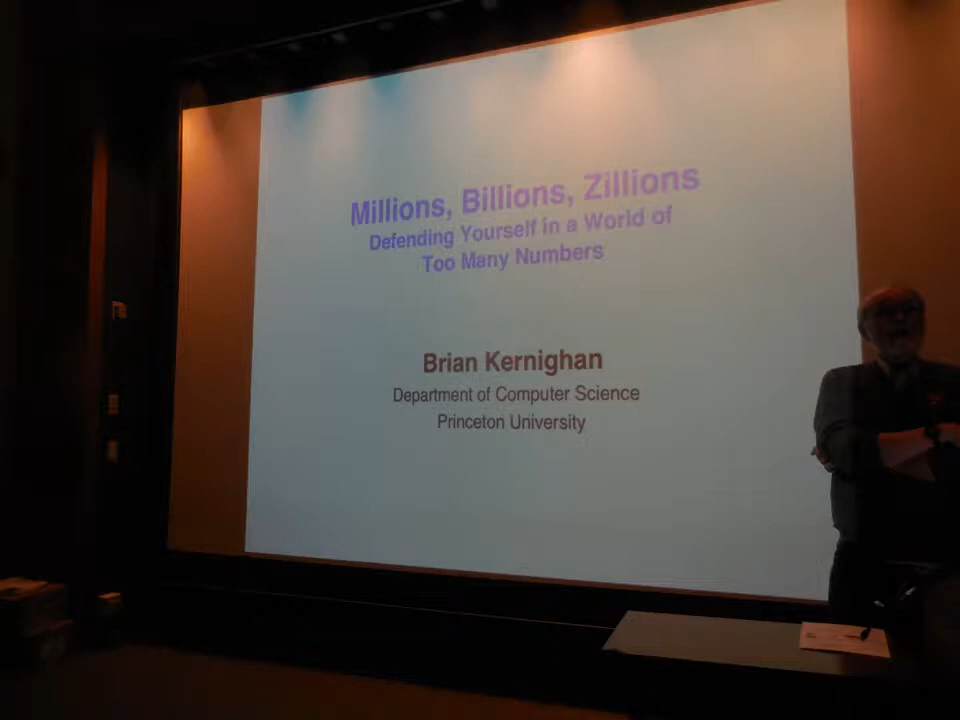 Millions, Billions, Zillions
Defending Yourself in a World of
Too Many Numbers
Brian Kernighan
Department of Computer Science
Princeton University